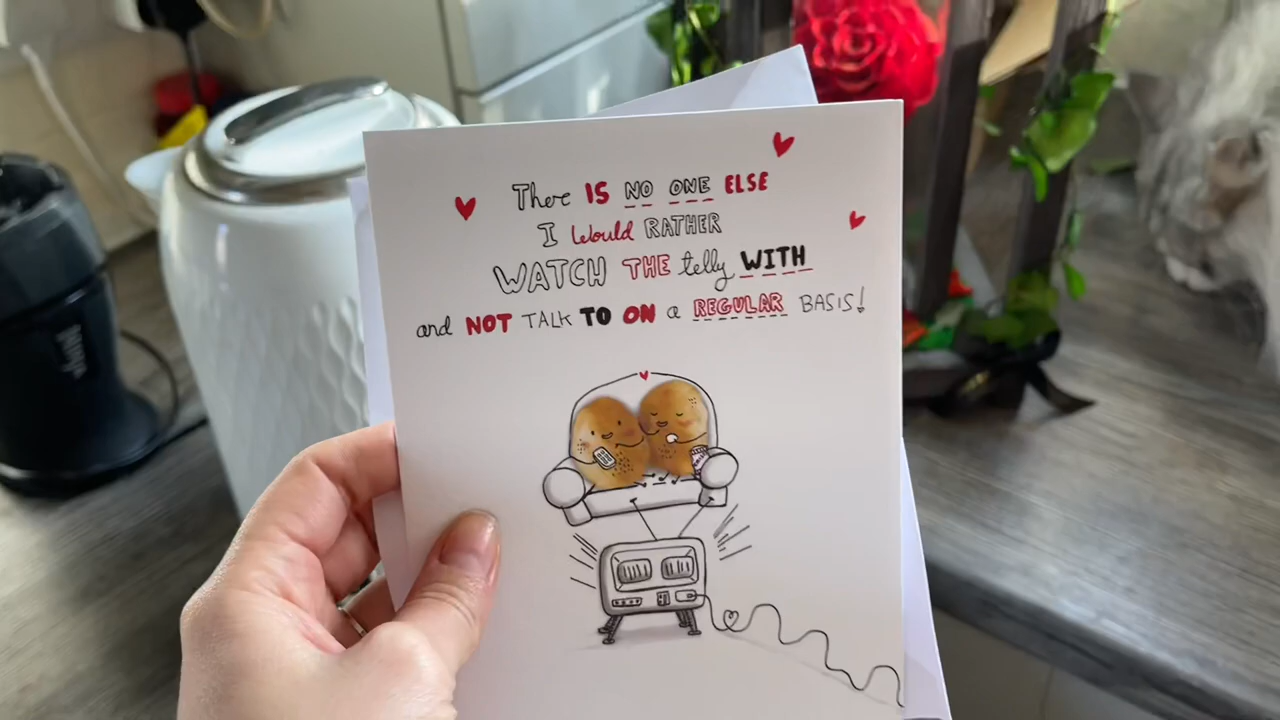 There IS NO ONE ELSE
I Would RATHER
WATCH THE telly WITH
and NOT TALK TO ON a REGULAR BASIS!